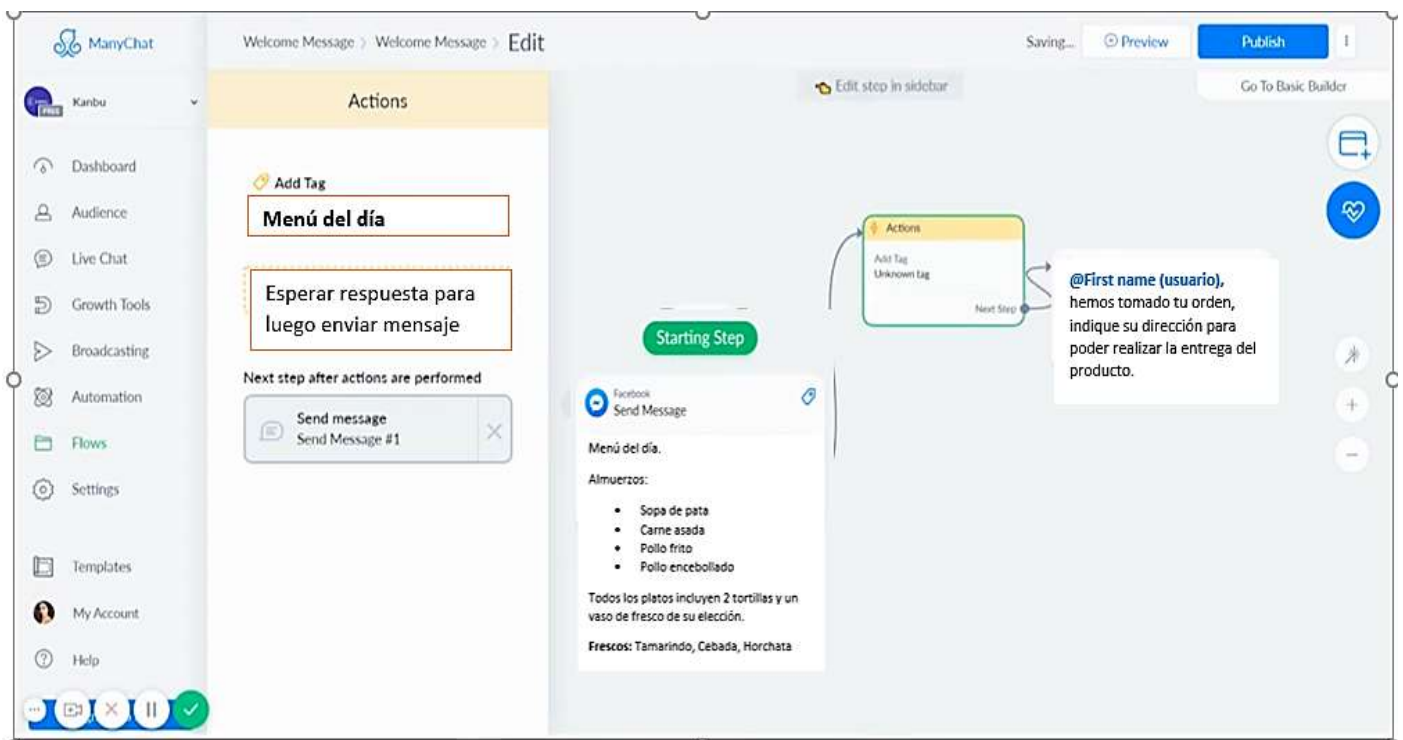 ManyChat
Welcome Message > Welcome Message > Edit
Saving...
Preview
Publish
Kanbu
FREE
Actions
Edit step in sidebar
Go To Basic Builder
Dashboard
Audience
Live Chat
Growth Tools
Broadcasting
Automation
Flows
Settings
Templates
My Account
Help
Add Tag
Menú del día
Esperar respuesta para
luego enviar mensaje
Next step after actions are performed
Send message
Send Message #1
Starting Step
Facebook
Send Message
Menú del día.
Almuerzos:
• Sopa de pata
• Carne asada
• Pollo frito
• Pollo encebollado
Todos los platos incluyen 2 tortillas y un
vaso de fresco de su elección.
Frescos: Tamarindo, Cebada, Horchata
Actions
Add Tag
Unknown tag
Next Step
@First name (usuario),
hemos tomado tu orden,
indique su dirección para
poder realizar la entrega del
producto.